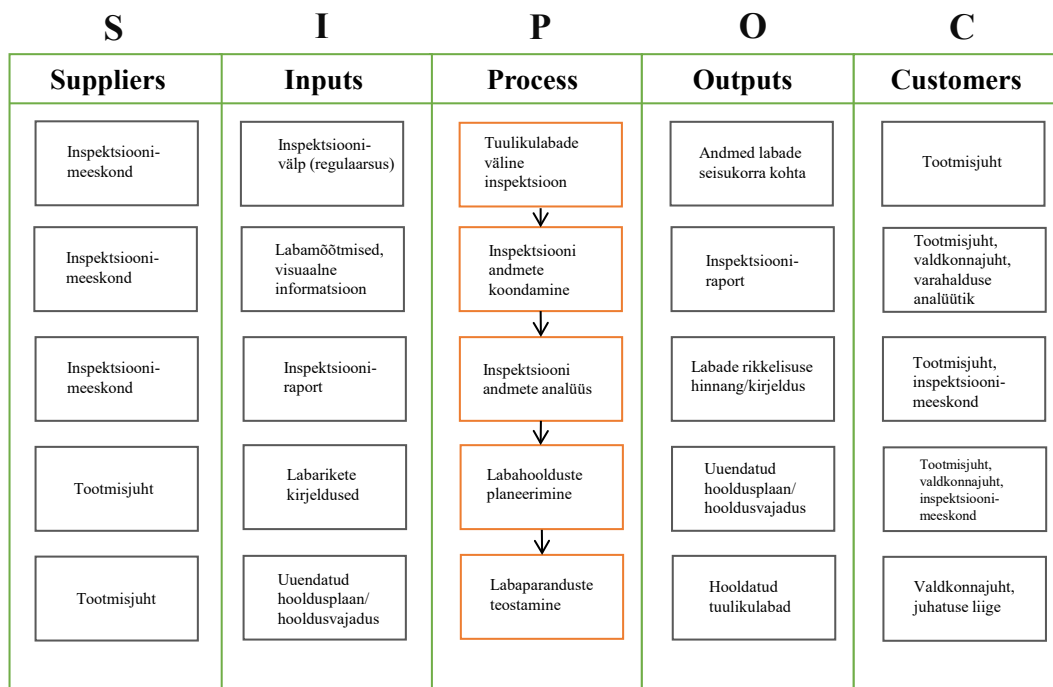 S
I
P
O
C
Suppliers
Inputs
Process
Outputs
Customers
Inspektsiooni-
meeskond
Inspektsiooni-
välp (regulaarsus)
Tuulikulabade
väline
inspektsioon
Andmed labade
seisukorra kohta
Tootmisjuht
Inspektsiooni-
meeskond
Labamõõtmised,
visuaalne
informatsioon
Inspektsiooni
andmete
koondamine
Inspektsiooni-
raport
Tootmisjuht,
valdkonnajuht,
varahalduse
analüütik
Inspektsiooni-
meeskond
Inspektsiooni-
raport
Inspektsiooni
andmete analüüs
Labade rikkelisuse
hinnang/kirjeldus
Tootmisjuht,
inspektsiooni-
meeskond
Tootmisjuht
Labarikete
kirjeldused
Labahoolduste
planeerimine
Uuendatud
hooldusplaan/
hooldusvajadus
Tootmisjuht,
valdkonnajuht,
inspektsiooni-
meeskond
Tootmisjuht
Uuendatud
hooldusplaan/
hooldusvajadus
Labaparanduste
teostamine
Hooldatud
tuulikulabad
Valdkonnajuht,
juhatuse liige